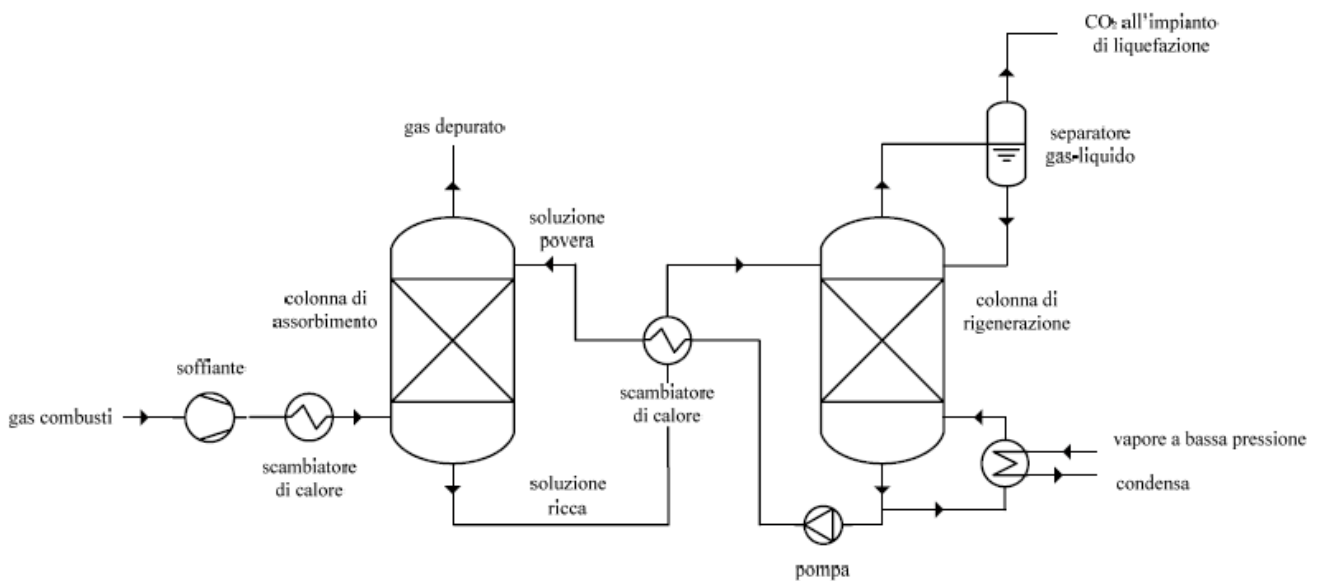 CO₂ all'impianto
di liquefazione
gas depurato
separatore
gas-liquido
soluzione
povera
colonna di
assorbimento
colonna di
rigenerazione
soffiante
scambiatore
di calore
gas combusti
vapore a bassa pressione
scambiatore
di calore
condensa
soluzione
ricca
pompa